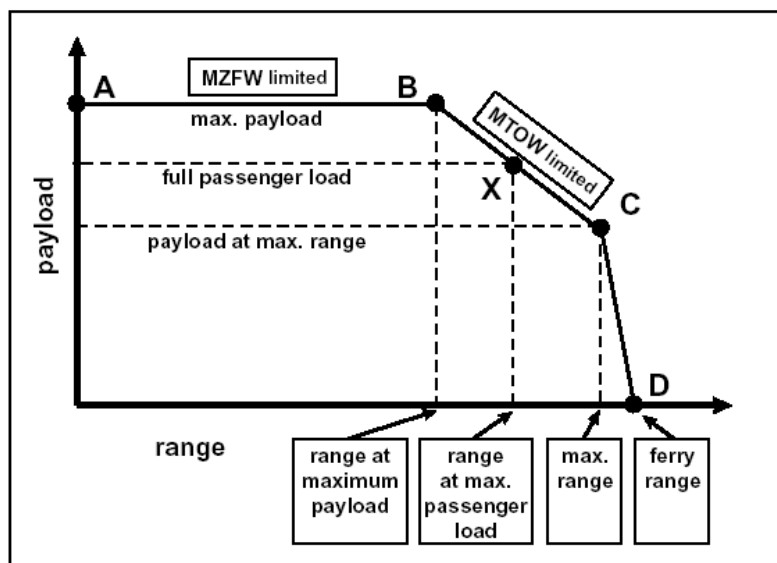 A
MZFW limited
B
max. payload
MTOW limited
full passenger load
X
C
payload at max. range
payload
D
range
range at
maximum
payload
range
at max.
passenger
load
max.
range
ferry
range